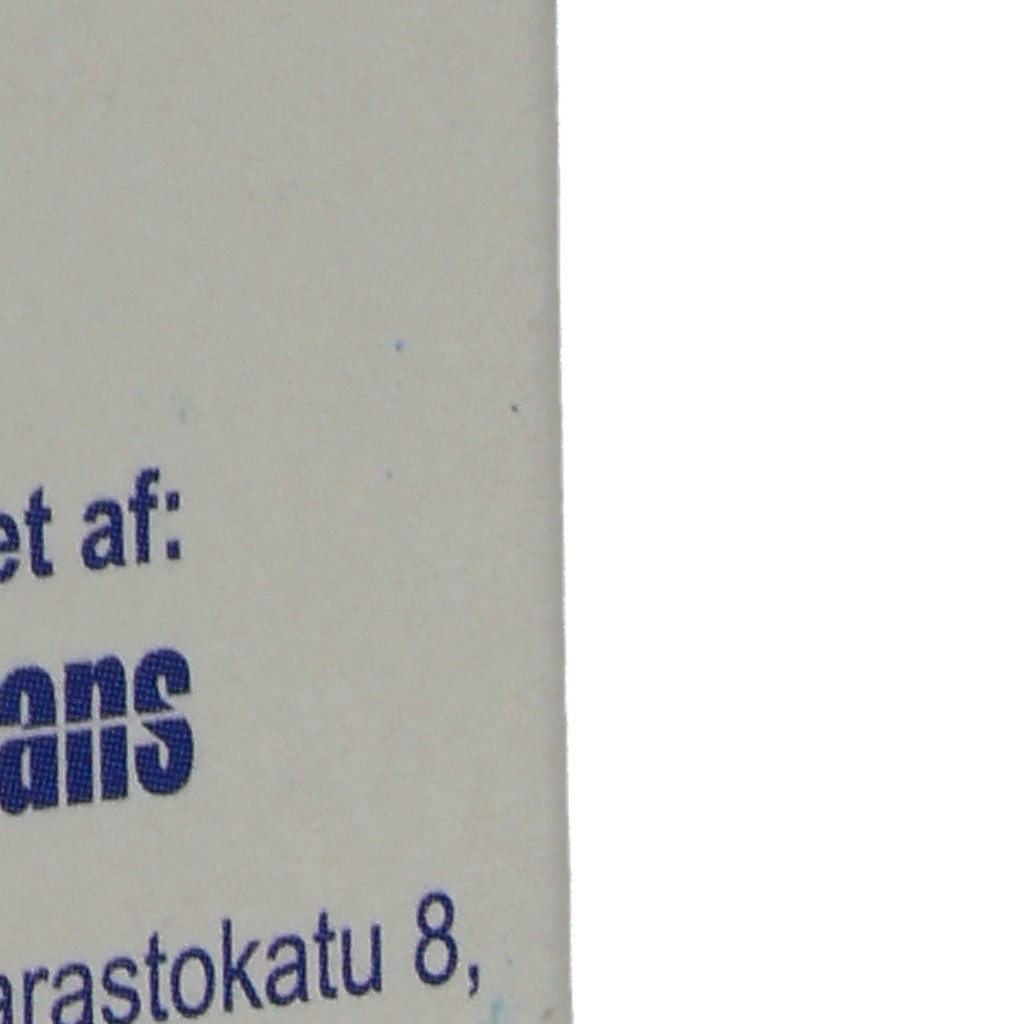 et af:
ans
arastokatu 8,